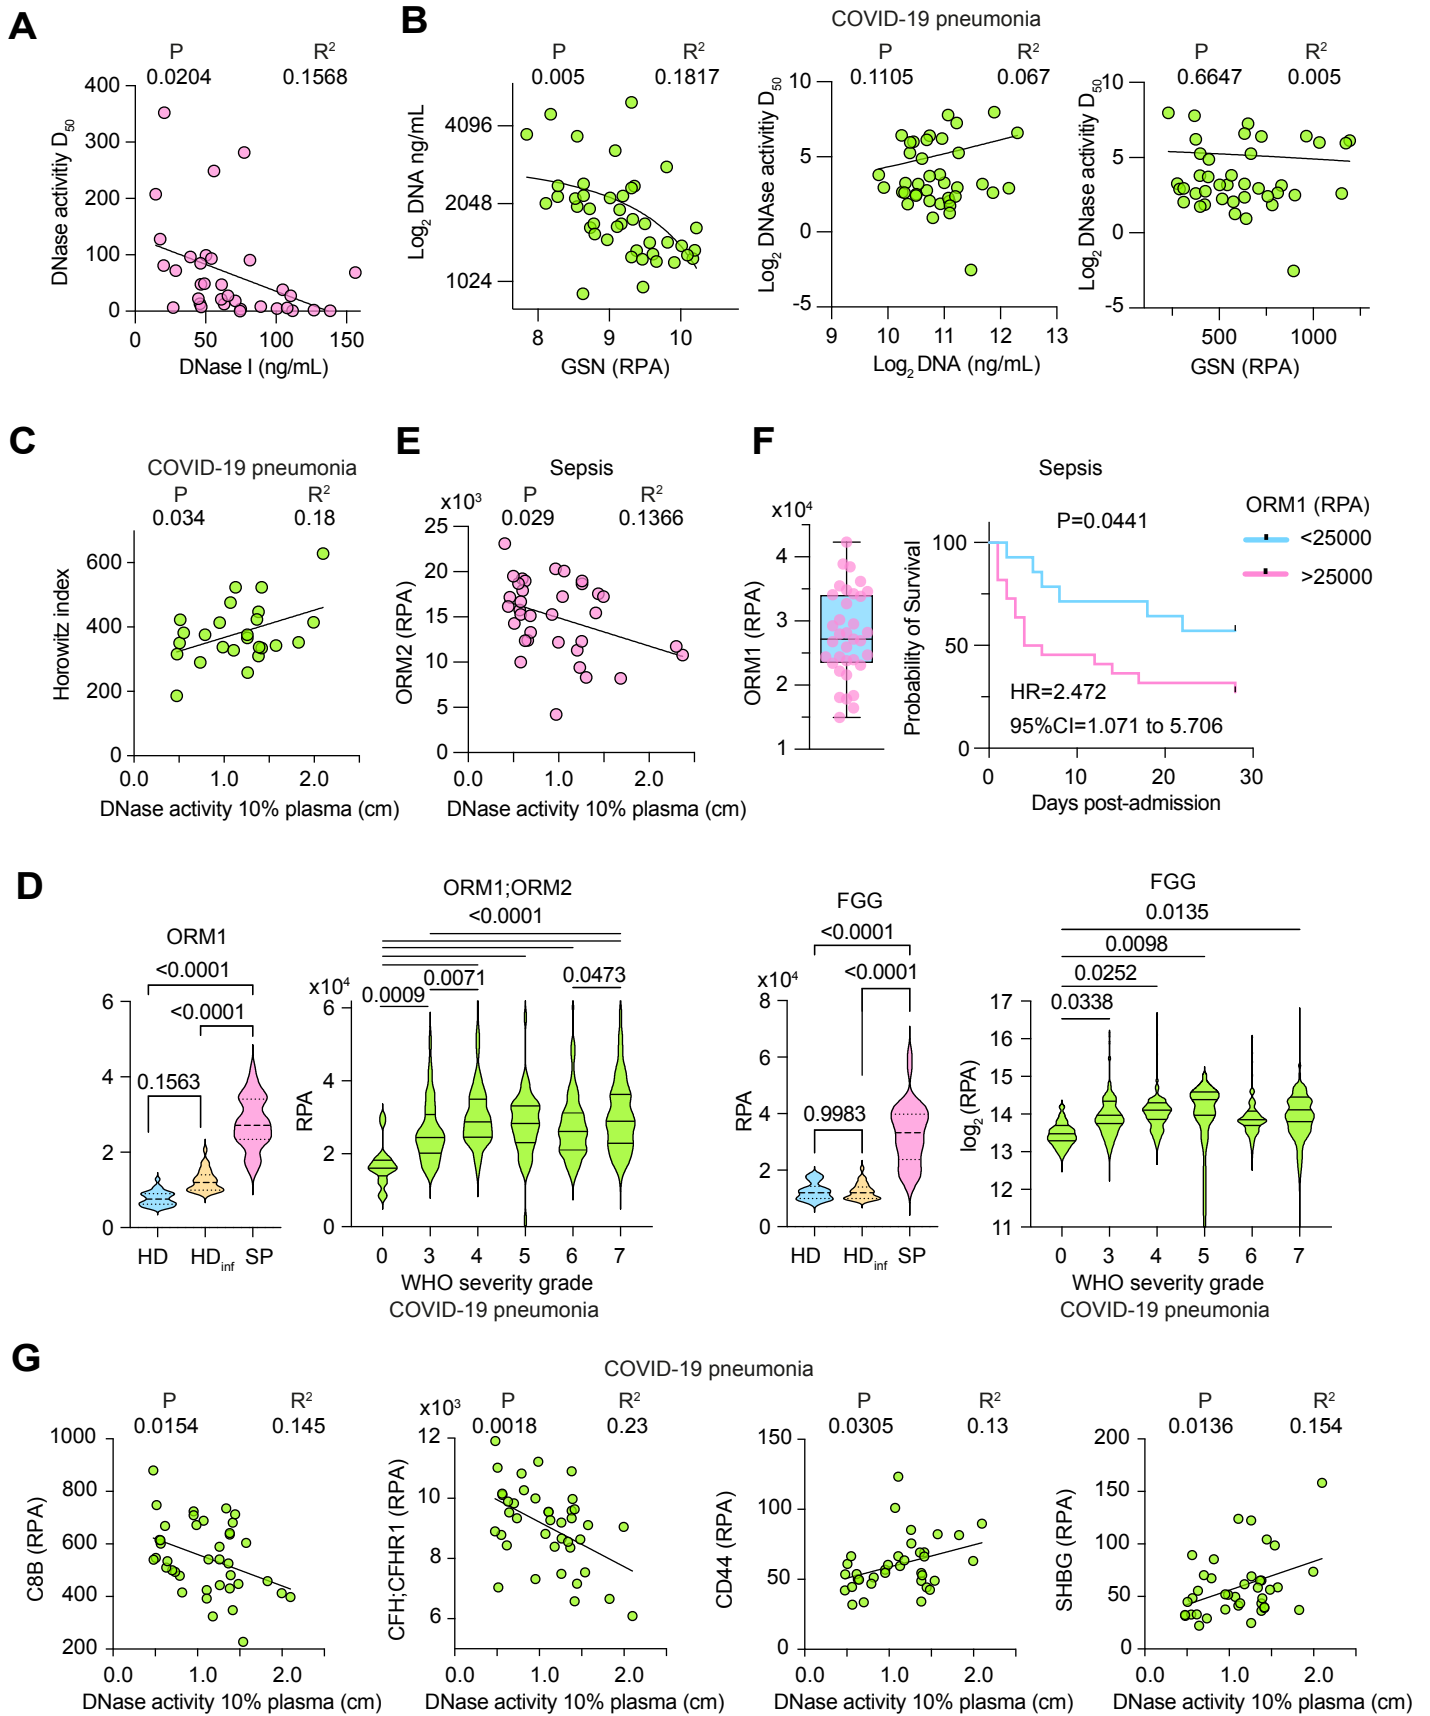 A
P
R2
0.0204
0.1568
DNase activity D50
400
300
200
100
0
0
50
100
150
DNase I (ng/mL)
B
COVID-19 pneumonia
P
R2
0.005
0.1817
Log2 DNA ng/mL
4096
2048
1024
8
9
10
GSN (RPA)
P
R2
0.1105
0.067
Log2 DNAse activitiy D50
10
5
0
−5
9
10
11
12
13
Log2 DNA (ng/mL)
P
R2
0.6647
0.005
Log2 DNase activity D50
10
5
0
−5
500
1000
GSN (RPA)
C
COVID-19 pneumonia
P
R2
0.034
0.18
Horowitz index
600
400
200
0
0.0
1.0
2.0
DNase activity 10% plasma (cm)
E
Sepsis
x103
P
R2
0.029
0.1366
ORM2 (RPA)
25
20
15
10
5
0
0.0
1.0
2.0
DNase activity 10% plasma (cm)
F
Sepsis
x104
ORM1 (RPA)
4
3
2
1
P=0.0441
Probability of Survival
100
50
0
HR=2.472
95%CI=1.071 to 5.706
0
10
20
30
Days post-admission
ORM1 (RPA)
<25000
>25000
D
ORM1
<0.0001
<0.0001
0.1563
6
4
2
0
HD
HDinf
SP
ORM1;ORM2
<0.0001
0.0071
0.0473
0.0009
x104
RPA
6
4
2
0
0
3
4
5
6
7
WHO severity grade
COVID-19 pneumonia
FGG
<0.0001
<0.0001
0.9983
x104
RPA
8
6
4
2
0
HD
HDinf
SP
FGG
0.0135
0.0098
0.0252
0.0338
log2 (RPA)
17
16
15
14
13
12
11
0
3
4
5
6
7
WHO severity grade
COVID-19 pneumonia
G
COVID-19 pneumonia
P
R2
0.0154
0.145
C8B (RPA)
1000
800
600
400
200
0.0
1.0
2.0
DNase activity 10% plasma (cm)
x103
P
R2
0.0018
0.23
CFH;CFHR1 (RPA)
12
10
8
6
0.0
1.0
2.0
DNase activity 10% plasma (cm)
P
R2
0.0305
0.13
CD44 (RPA)
150
100
50
0
0.0
1.0
2.0
DNase activity 10% plasma (cm)
P
R2
0.0136
0.154
SHBG (RPA)
200
150
100
50
0
0.0
1.0
2.0
DNase activity 10% plasma (cm)